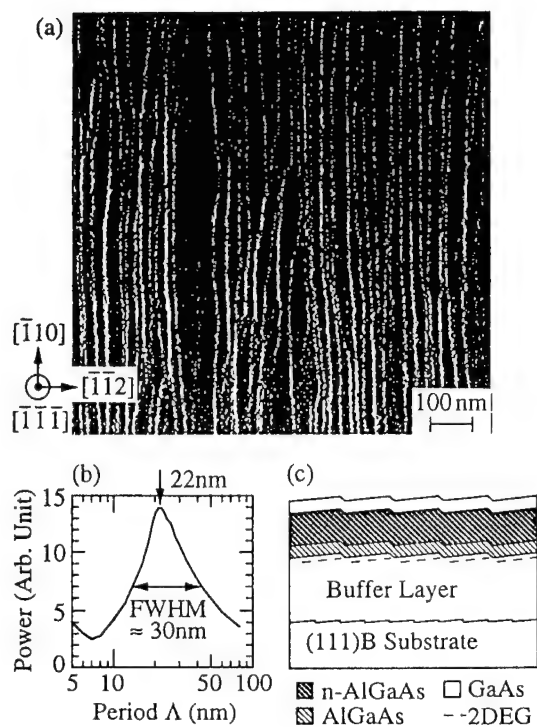 (a)
[1̄10]
[1̄1̄2]
[1̄1̄1̄]
100 nm
(b)
22nm
Power (Arb. Unit)
15
10
5
0
FWHM
≈ 30nm
5 10 50 100
Period Λ (nm)
(c)
Buffer Layer
(111)B Substrate
n-AlGaAs GaAs
AlGaAs --2DEG